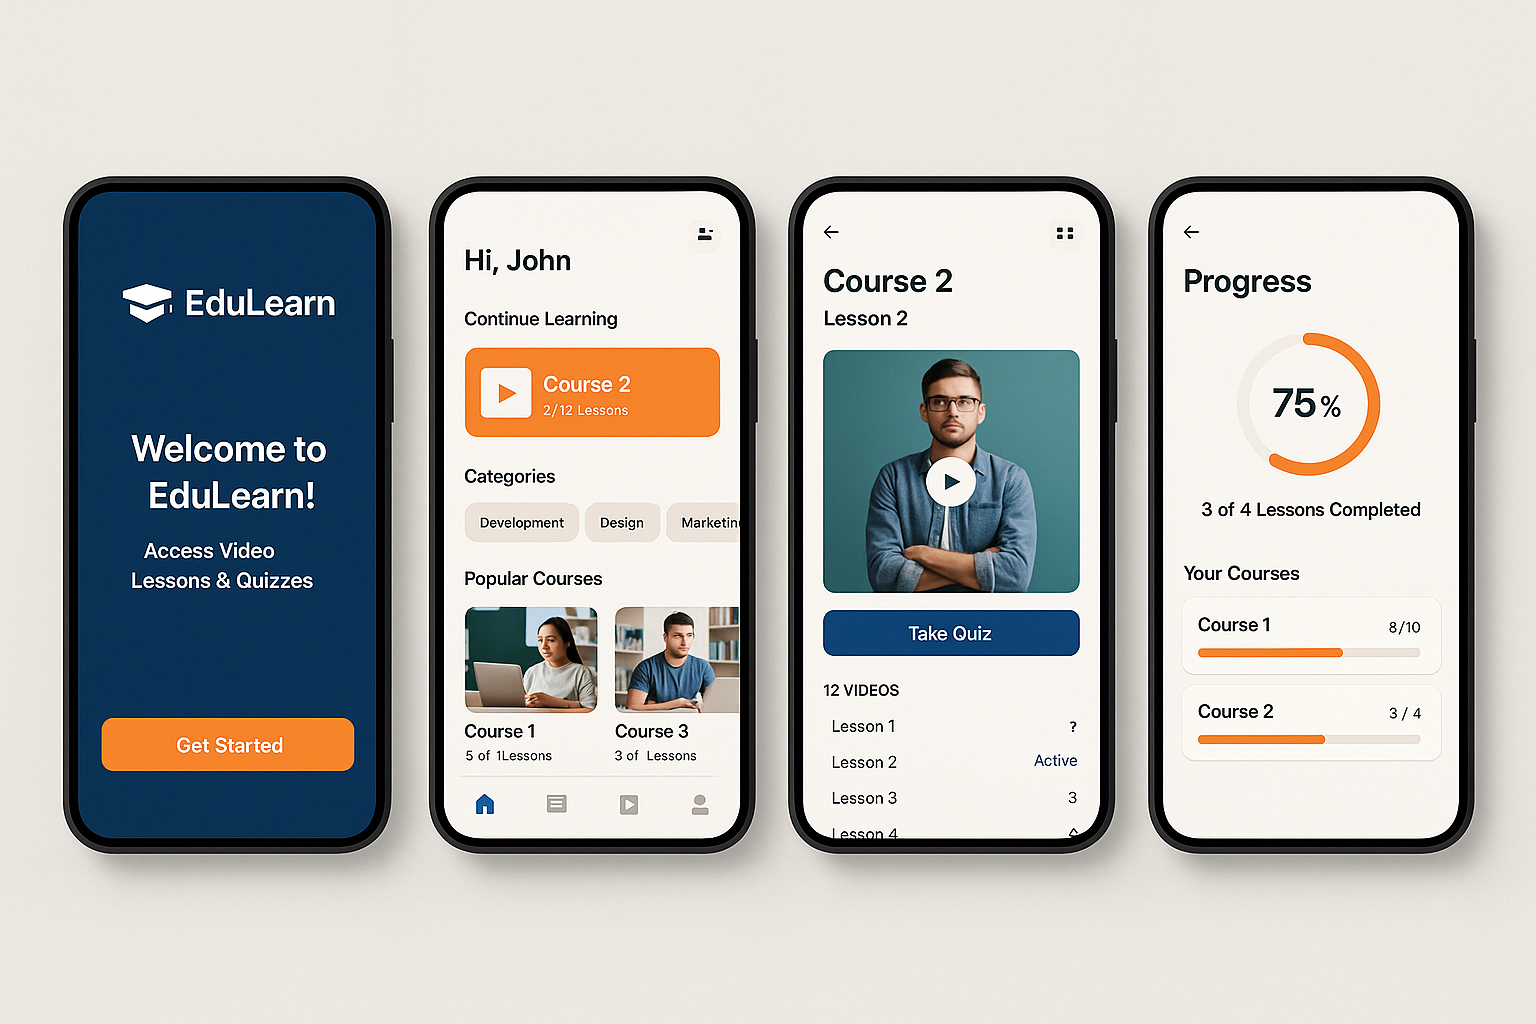 EduLearn
Welcome to
EduLearn!
Access Video
Lessons & Quizzes
Get Started
Hi, John
Continue Learning
Course 2
2/12 Lessons
Categories
Development
Design
Marketin
Popular Courses
Course 1
5 of 1Lessons
Course 3
3 of Lessons
Course 2
Lesson 2
Take Quiz
12 VIDEOS
Lesson 1 ?
Lesson 2 Active
Lesson 3 3
Lesson 4
Progress
75%
3 of 4 Lessons Completed
Your Courses
Course 1 8/10
Course 2 3 / 4